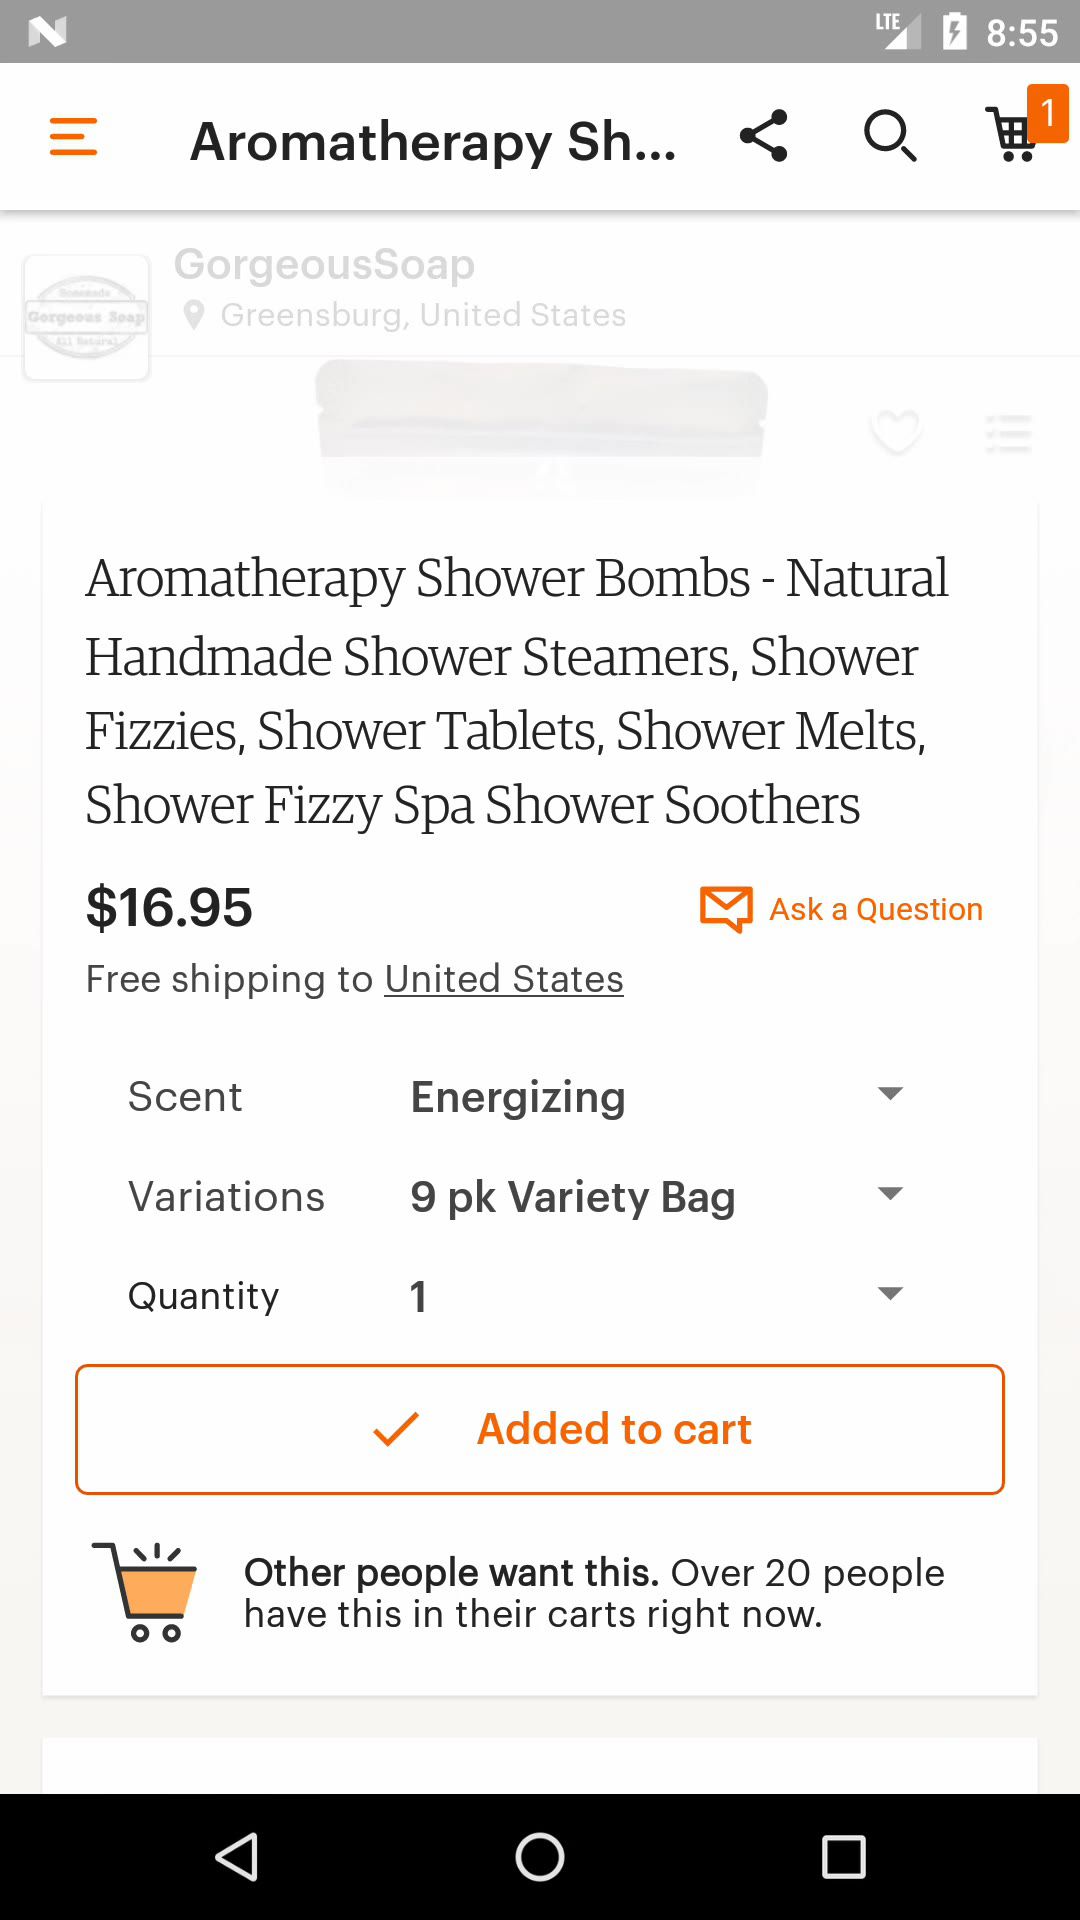 LTE 8:55
Aromatherapy Sh... 1
GorgeousSoap
Greensburg, United States
Homemade
Gorgeous Soap
All Natural
Aromatherapy Shower Bombs - Natural
Handmade Shower Steamers, Shower
Fizzies, Shower Tablets, Shower Melts,
Shower Fizzy Spa Shower Soothers
$16.95 Ask a Question
Free shipping to United States
Scent Energizing
Variations 9 pk Variety Bag
Quantity 1
Added to cart
Other people want this. Over 20 people
have this in their carts right now.